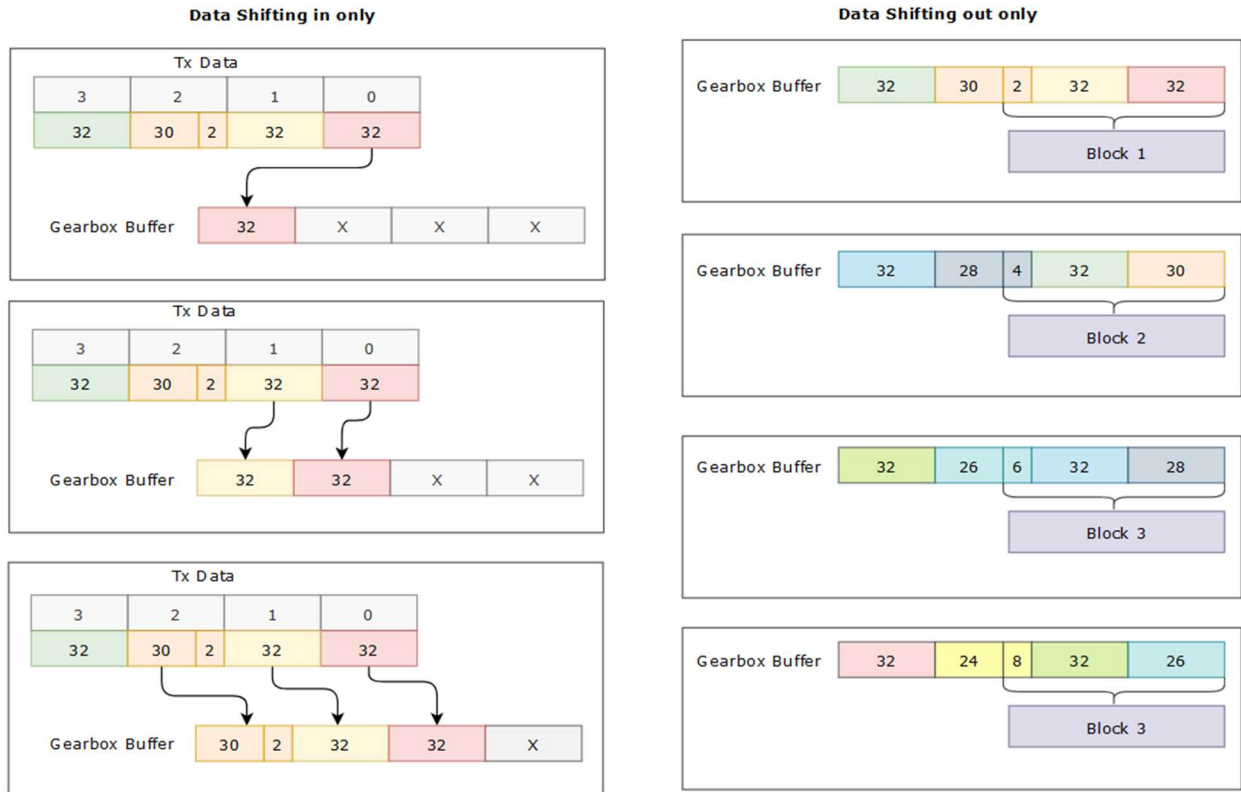 Data Shifting in only
Tx Data
3 2 1 0
32 30 2 32 32
Gearbox Buffer 32 X X X
Tx Data
3 2 1 0
32 30 2 32 32
Gearbox Buffer 32 32 X X
Tx Data
3 2 1 0
32 30 2 32 32
Gearbox Buffer 30 2 32 32 X
Data Shifting out only
Gearbox Buffer 32 30 2 32 32
Block 1
Gearbox Buffer 32 28 4 32 30
Block 2
Gearbox Buffer 32 26 6 32 28
Block 3
Gearbox Buffer 32 24 8 32 26
Block 3